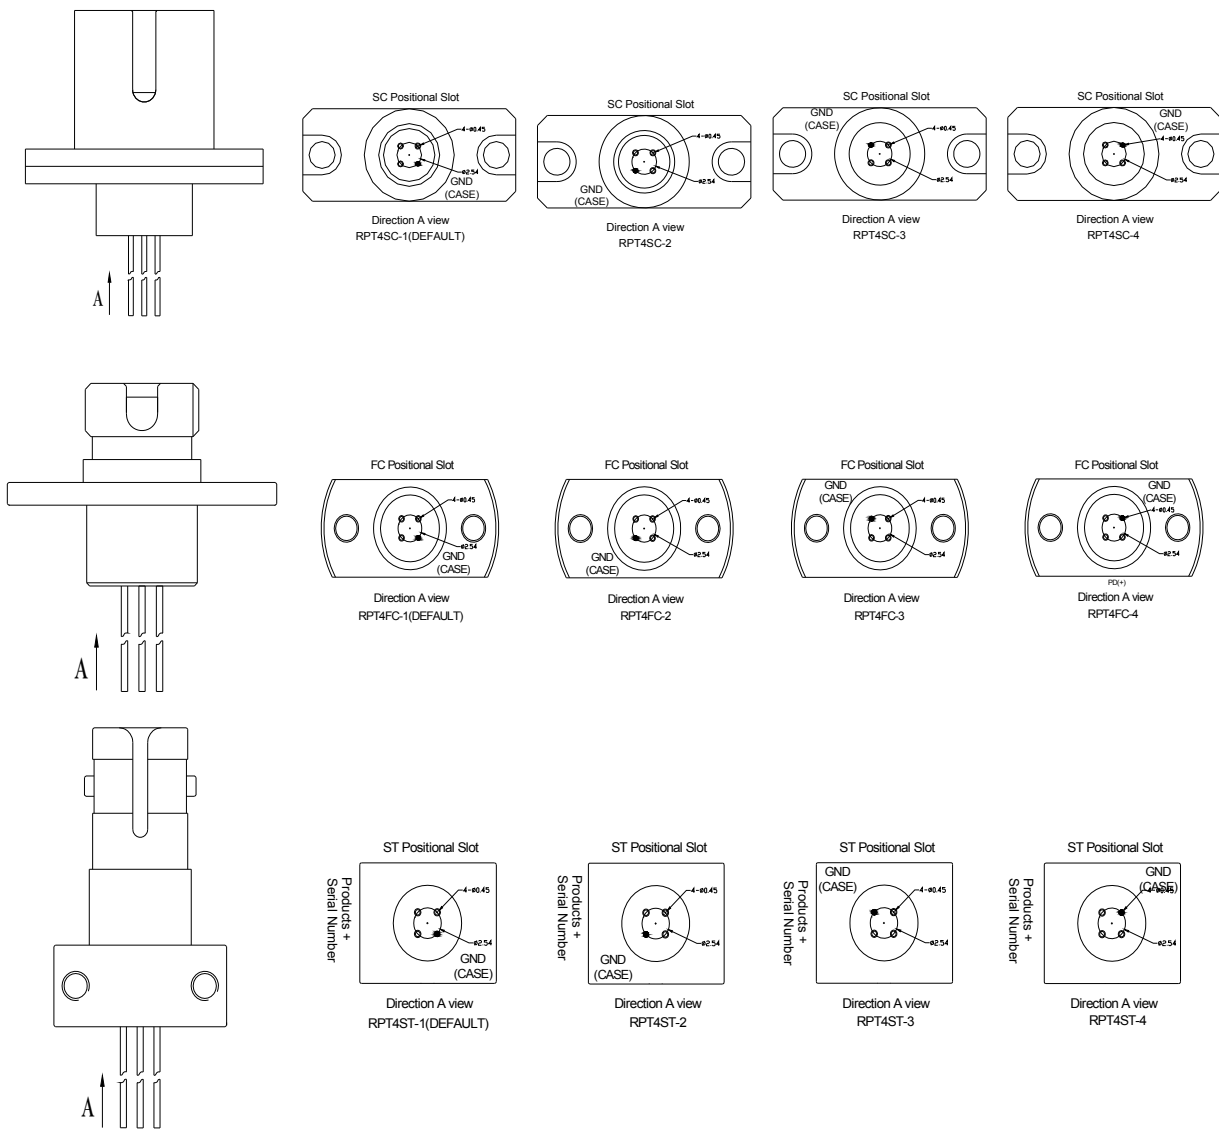 SC Positional Slot
4-ø0.45
ø2.54
GND
(CASE)
Direction A view
RPT4SC-1(DEFAULT)
SC Positional Slot
4-ø0.45
ø2.54
GND
(CASE)
Direction A view
RPT4SC-2
SC Positional Slot
GND
(CASE)
4-ø0.45
ø2.54
Direction A view
RPT4SC-3
SC Positional Slot
GND
(CASE)
4-ø0.45
ø2.54
Direction A view
RPT4SC-4
A
FC Positional Slot
4-ø0.45
ø2.54
GND
(CASE)
Direction A view
RPT4FC-1(DEFAULT)
FC Positional Slot
4-ø0.45
ø2.54
GND
(CASE)
Direction A view
RPT4FC-2
FC Positional Slot
GND
(CASE)
4-ø0.45
ø2.54
Direction A view
RPT4FC-3
FC Positional Slot
GND
(CASE)
4-ø0.45
ø2.54
PD(+)
Direction A view
RPT4FC-4
A
ST Positional Slot
Products +
Serial Number
4-ø0.45
ø2.54
GND
(CASE)
Direction A view
RPT4ST-1(DEFAULT)
ST Positional Slot
Products +
Serial Number
4-ø0.45
ø2.54
GND
(CASE)
Direction A view
RPT4ST-2
ST Positional Slot
Products +
Serial Number
GND
(CASE)
4-ø0.45
ø2.54
Direction A view
RPT4ST-3
ST Positional Slot
Products +
Serial Number
GND
(CASE)
4-ø0.45
ø2.54
Direction A view
RPT4ST-4
A